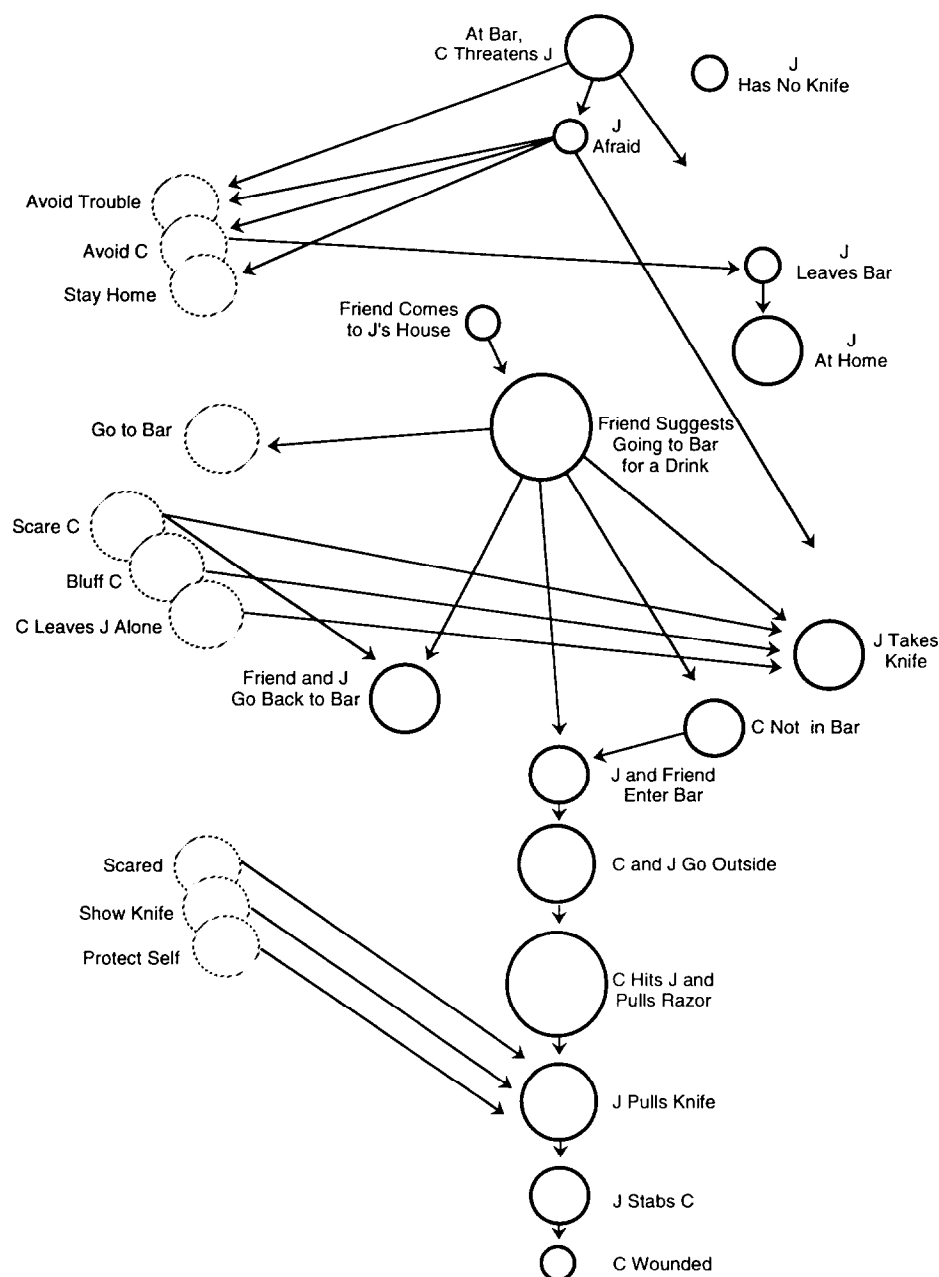 At Bar,
C Threatens J
J
Has No Knife
J
Afraid
Avoid Trouble
Avoid C
Stay Home
J
Leaves Bar
Friend Comes
to J's House
J
At Home
Go to Bar
Friend Suggests
Going to Bar
for a Drink
Scare C
Bluff C
C Leaves J Alone
J Takes
Knife
Friend and J
Go Back to Bar
C Not in Bar
J and Friend
Enter Bar
Scared
Show Knife
Protect Self
C and J Go Outside
C Hits J and
Pulls Razor
J Pulls Knife
J Stabs C
C Wounded